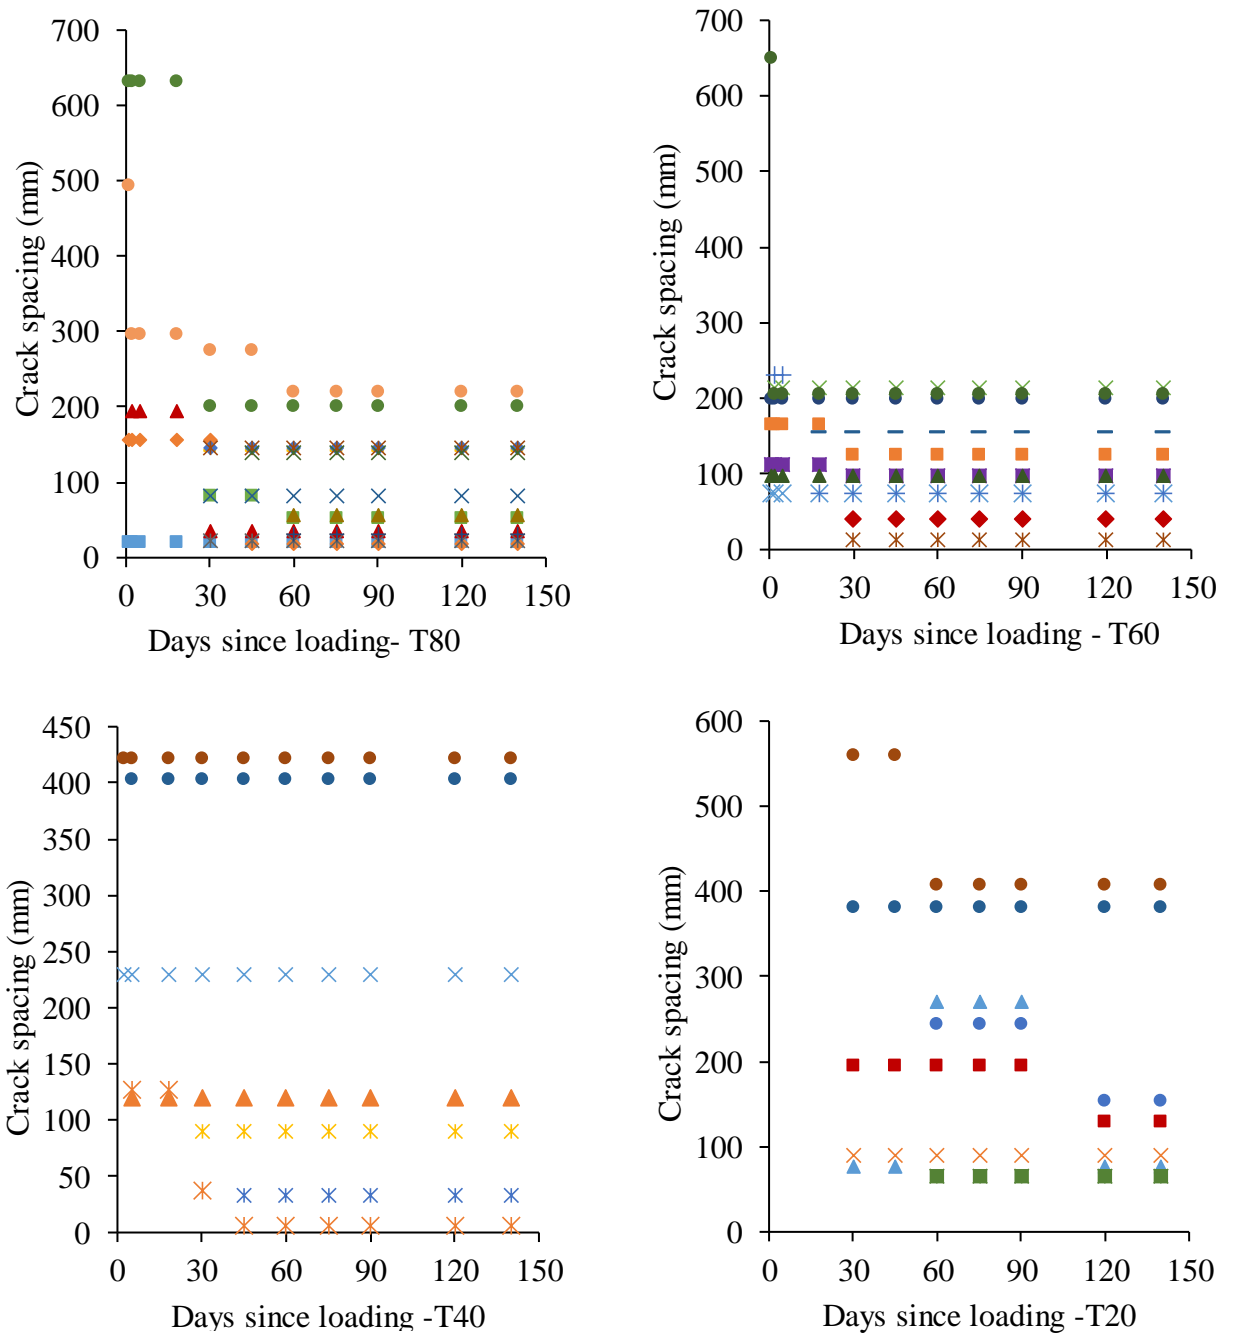 700
600
500
400
300
200
100
0
Crack spacing (mm)
0 30 60 90 120 150
Days since loading- T80
700
600
500
400
300
200
100
0
Crack spacing (mm)
0 30 60 90 120 150
Days since loading - T60
450
400
350
300
250
200
150
100
50
0
Crack spacing (mm)
0 30 60 90 120 150
Days since loading -T40
600
500
400
300
200
100
0
Crack spacing (mm)
0 30 60 90 120 150
Days since loading -T20